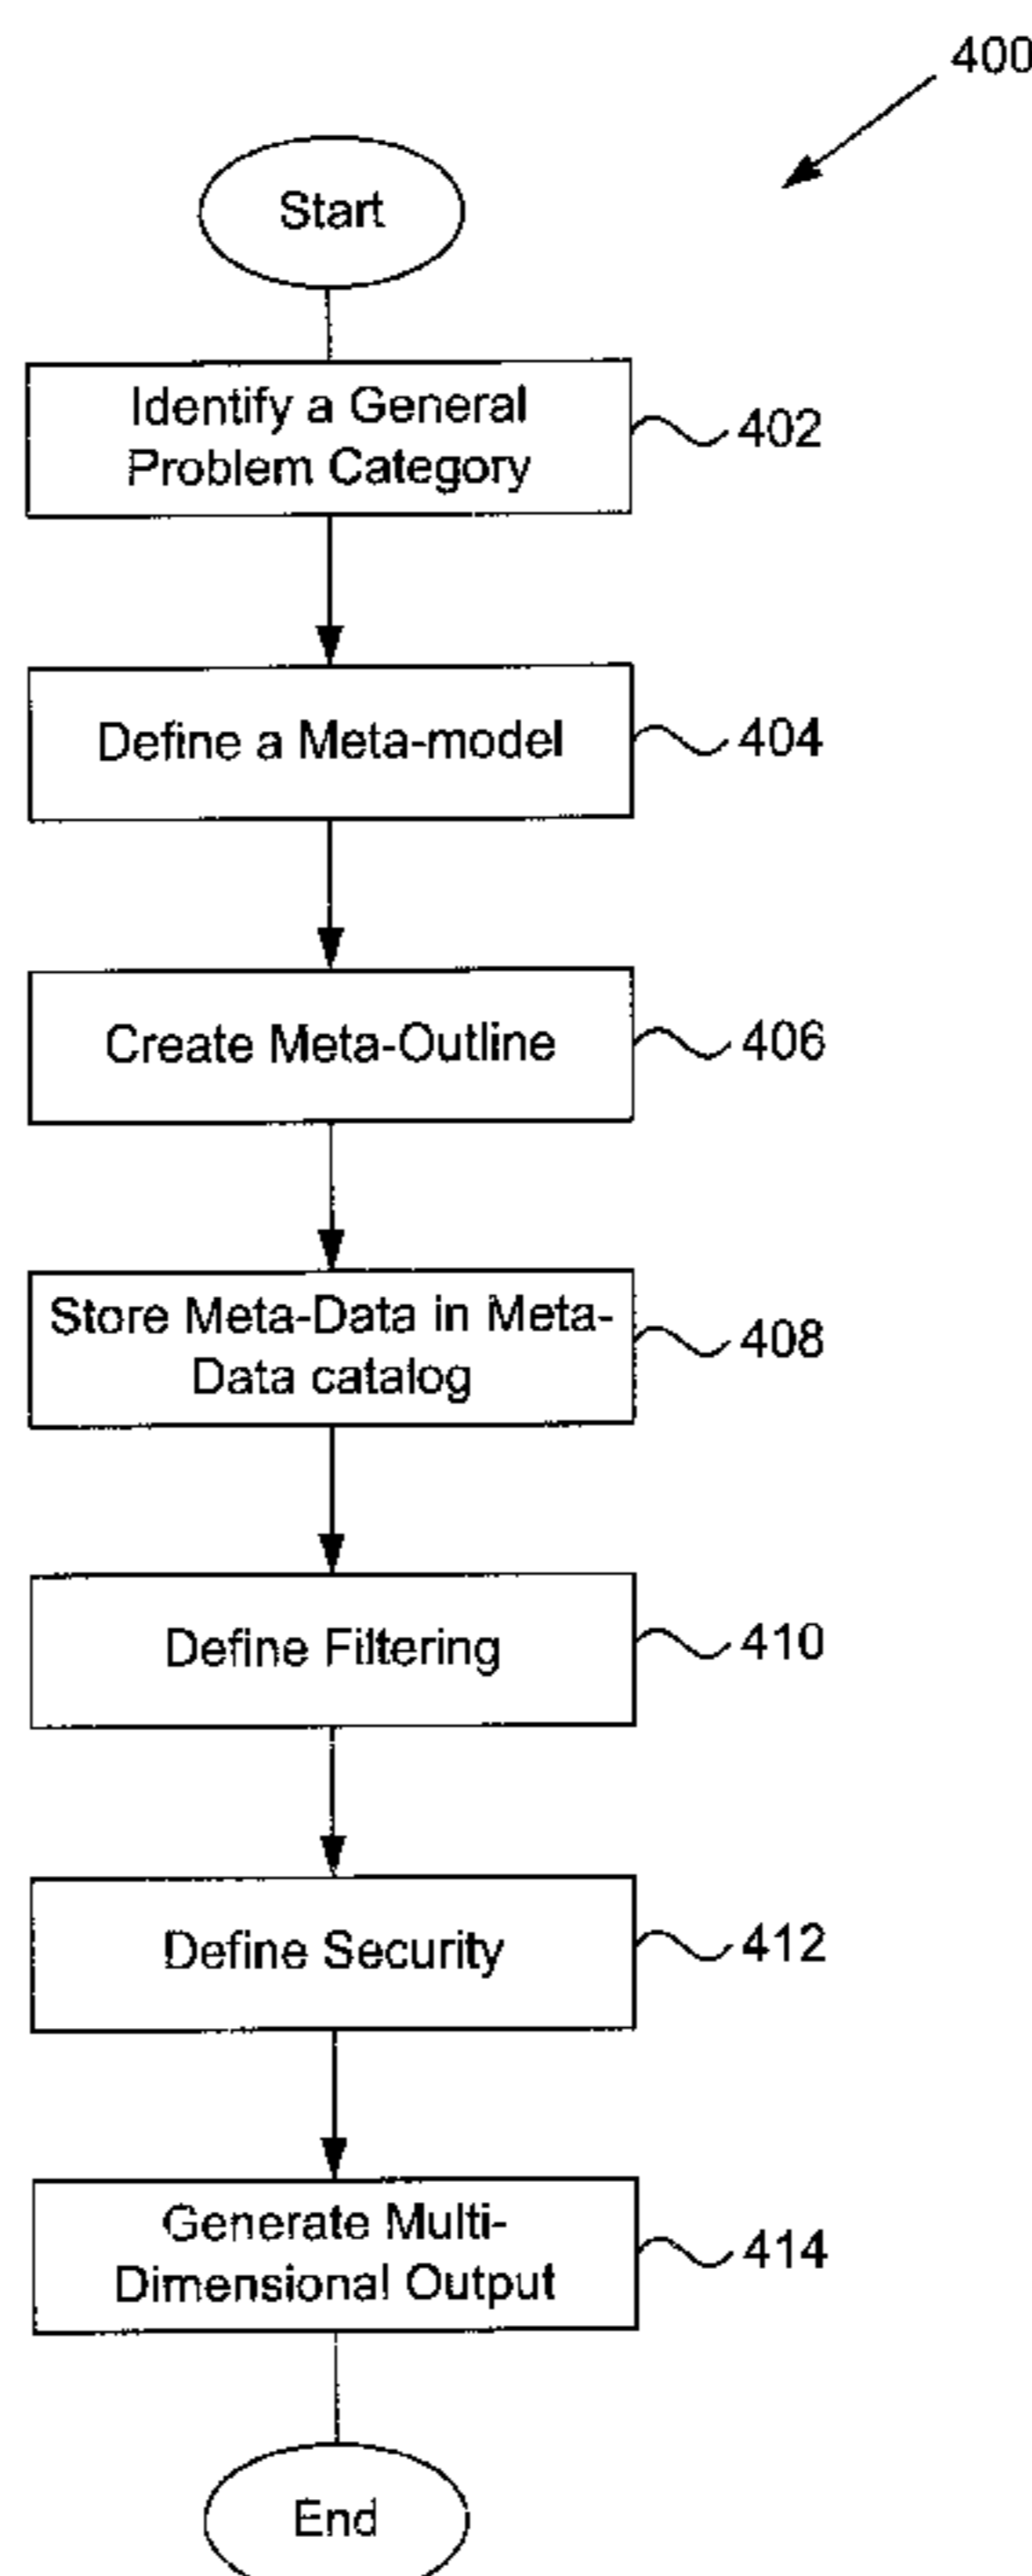 400
Start
Identify a General
Problem Category
402
Define a Meta-model
404
Create Meta-Outline
406
Store Meta-Data in Meta-
Data catalog
408
Define Filtering
410
Define Security
412
Generate Multi-
Dimensional Output
414
End